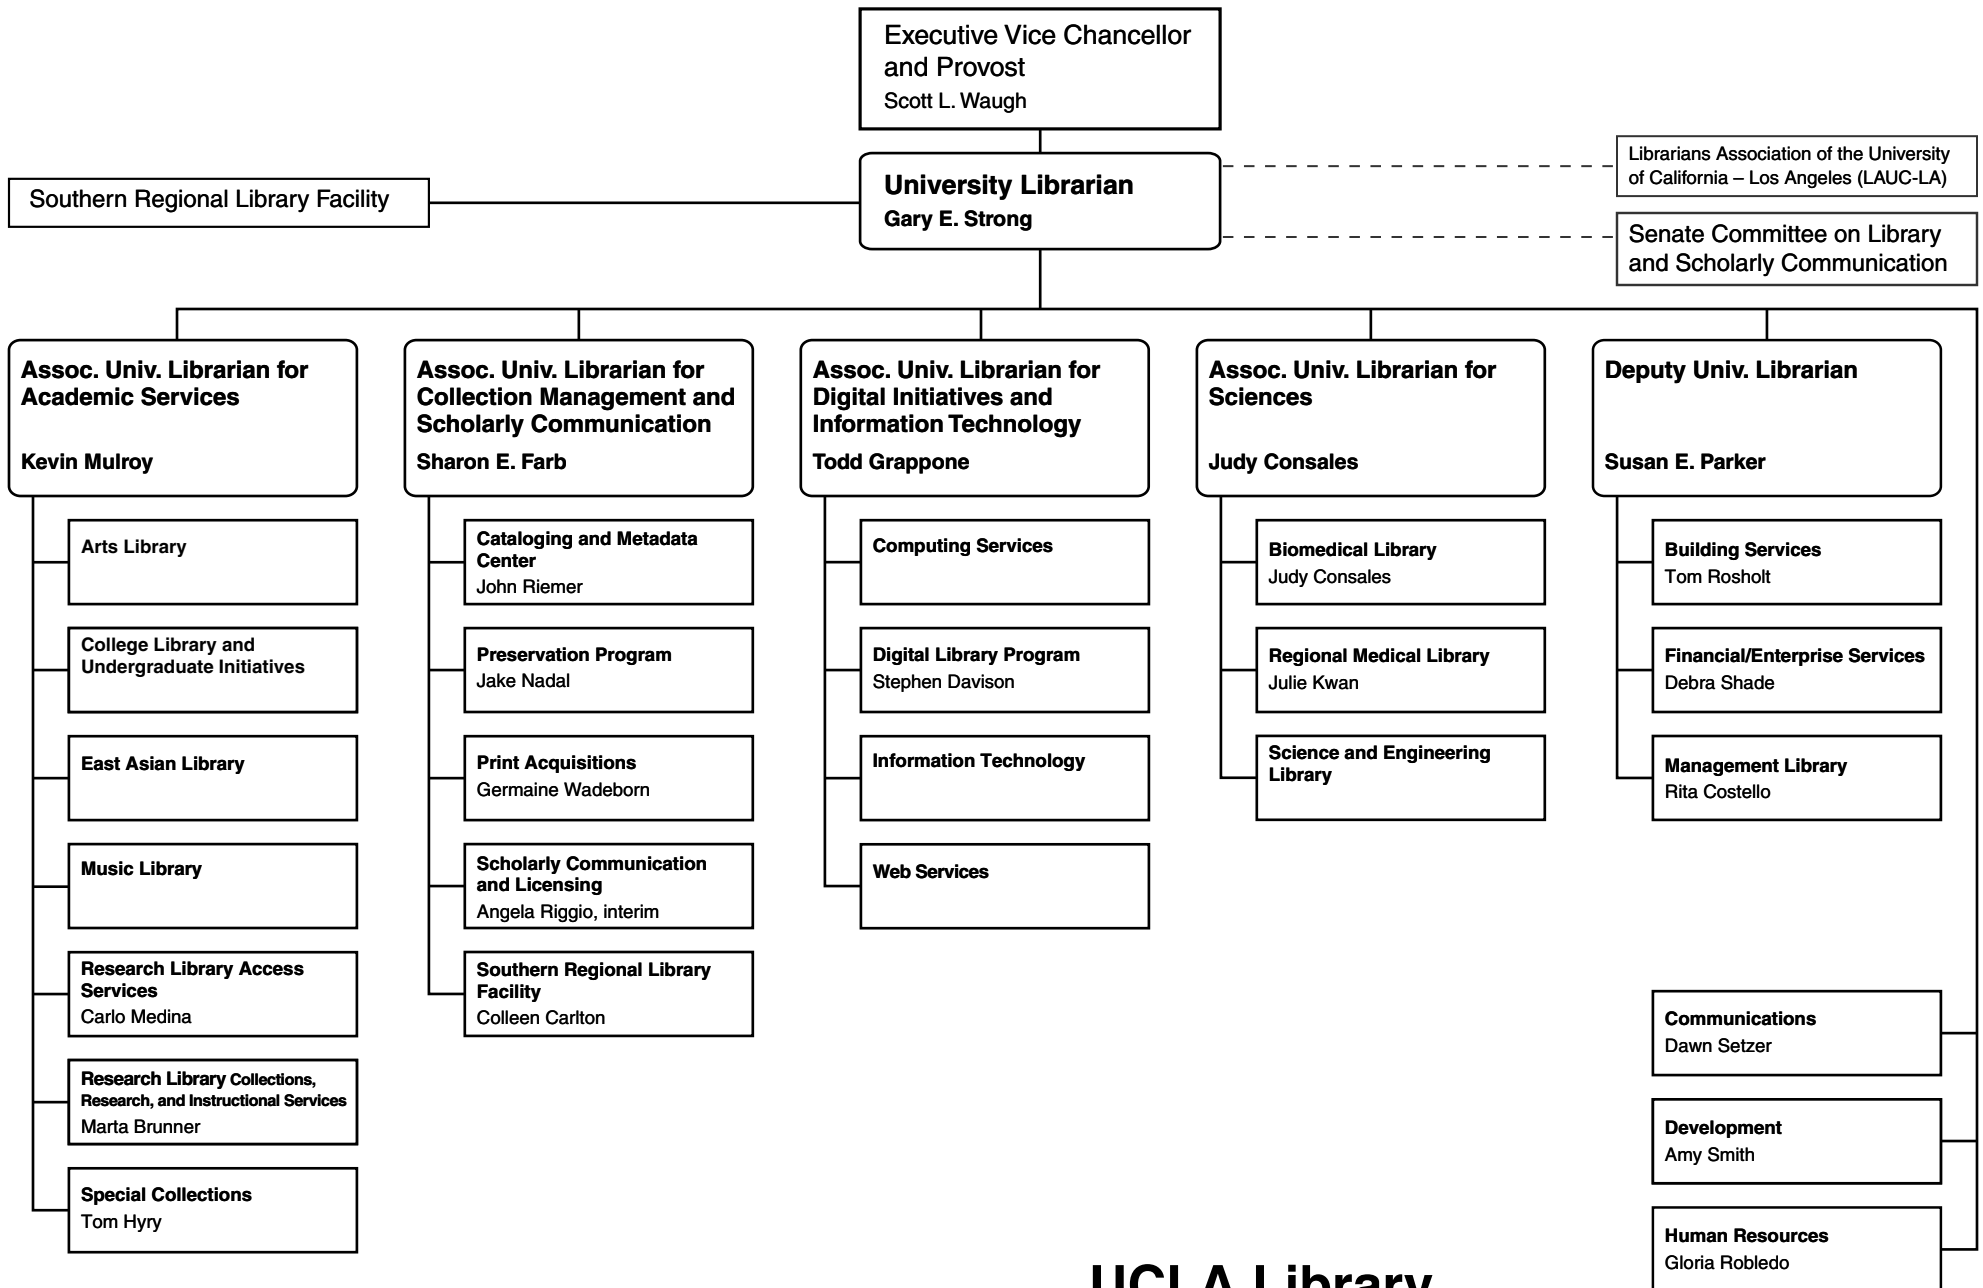 Executive Vice Chancellor
and Provost
Scott L. Waugh
University Librarian
Gary E. Strong
Southern Regional Library Facility
Librarians Association of the University
of California – Los Angeles (LAUC-LA)
Senate Committee on Library
and Scholarly Communication
Assoc. Univ. Librarian for
Academic Services
Kevin Mulroy
Arts Library
College Library and
Undergraduate Initiatives
East Asian Library
Music Library
Research Library Access
Services
Carlo Medina
Research Library Collections,
Research, and Instructional Services
Marta Brunner
Special Collections
Tom Hyry
Assoc. Univ. Librarian for
Collection Management and
Scholarly Communication
Sharon E. Farb
Cataloging and Metadata
Center
John Riemer
Preservation Program
Jake Nadal
Print Acquisitions
Germaine Wadeborn
Scholarly Communication
and Licensing
Angela Riggio, interim
Southern Regional Library
Facility
Colleen Carlton
Assoc. Univ. Librarian for
Digital Initiatives and
Information Technology
Todd Grappone
Computing Services
Digital Library Program
Stephen Davison
Information Technology
Web Services
Assoc. Univ. Librarian for
Sciences
Judy Consales
Biomedical Library
Judy Consales
Regional Medical Library
Julie Kwan
Science and Engineering
Library
Deputy Univ. Librarian
Susan E. Parker
Building Services
Tom Rosholt
Financial/Enterprise Services
Debra Shade
Management Library
Rita Costello
Communications
Dawn Setzer
Development
Amy Smith
Human Resources
Gloria Robledo
UCLA Library